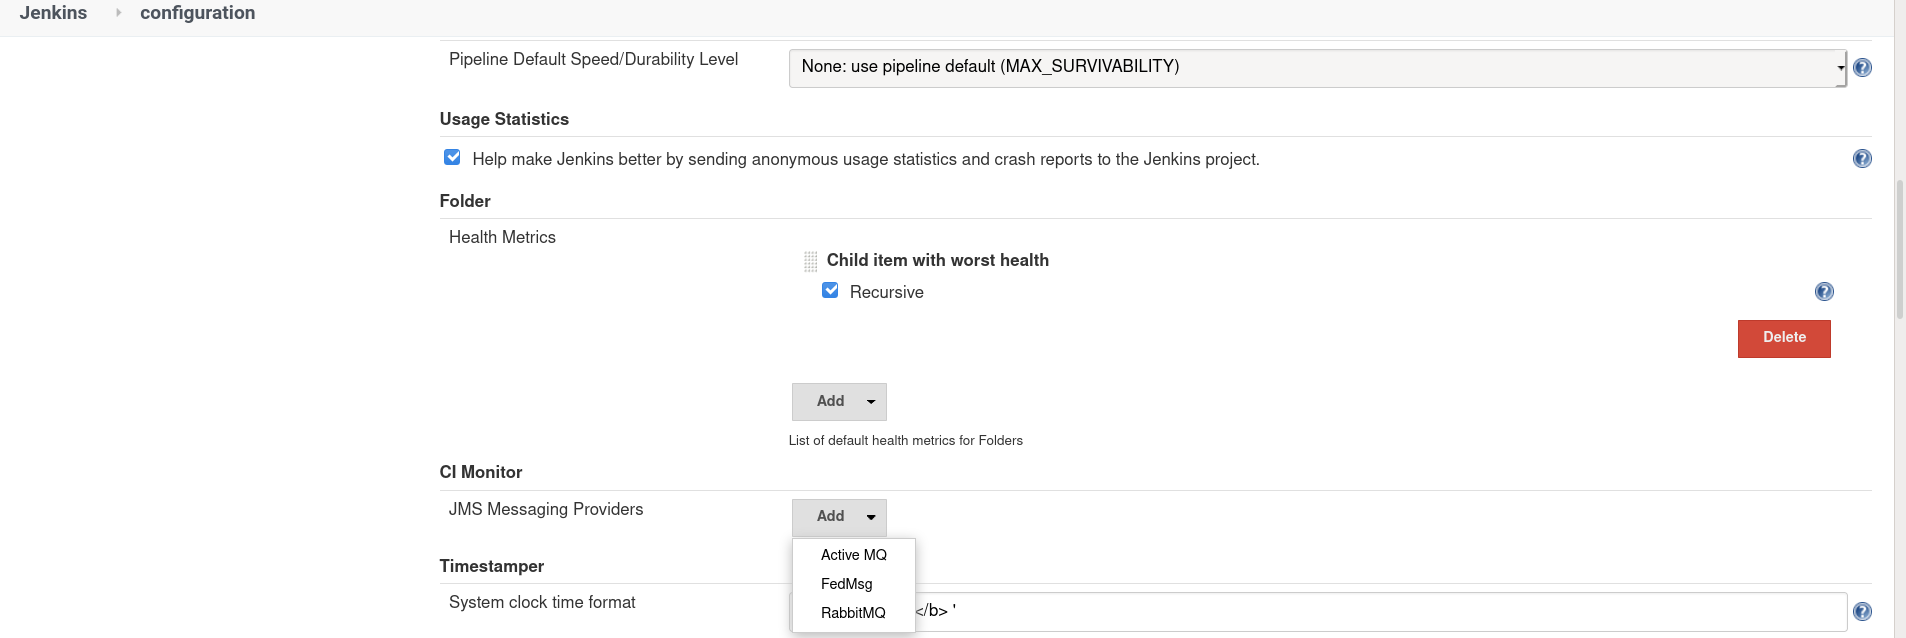 Jenkins configuration
Pipeline Default Speed/Durability Level None: use pipeline default (MAX_SURVIVABILITY)
Usage Statistics
Help make Jenkins better by sending anonymous usage statistics and crash reports to the Jenkins project.
Folder
Health Metrics
Child item with worst health
Recursive
Delete
Add
List of default health metrics for Folders
CI Monitor
JMS Messaging Providers Add
Active MQ
FedMsg
RabbitMQ
Timestamper
System clock time format </b> '